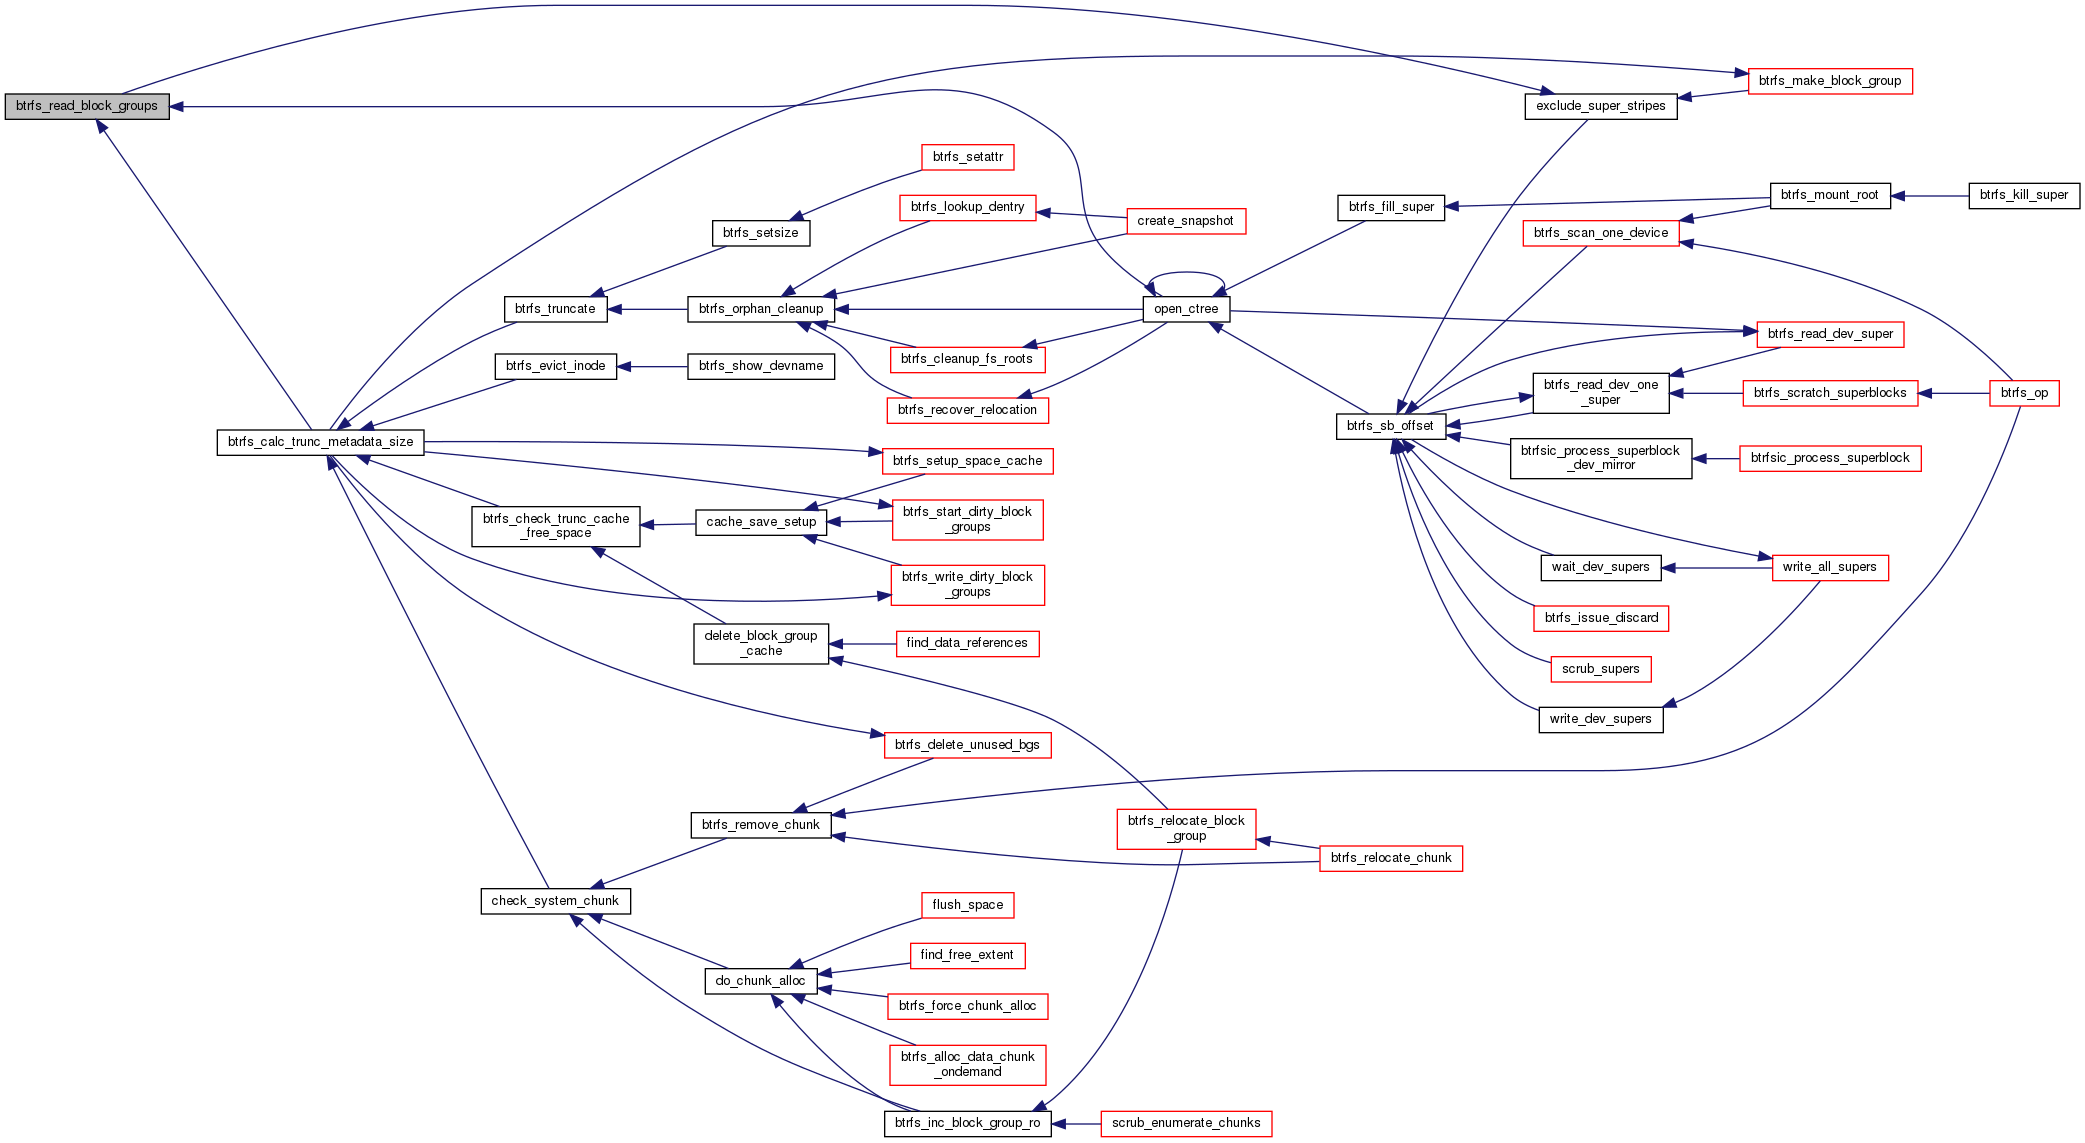 btrfs_read_block_groups
btrfs_calc_trunc_metadata_size
btrfs_truncate
btrfs_evict_inode
btrfs_check_trunc_cache
_free_space
check_system_chunk
btrfs_setsize
btrfs_orphan_cleanup
btrfs_show_devname
cache_save_setup
delete_block_group
_cache
btrfs_remove_chunk
do_chunk_alloc
btrfs_setattr
btrfs_lookup_dentry
btrfs_cleanup_fs_roots
btrfs_recover_relocation
btrfs_setup_space_cache
btrfs_start_dirty_block
_groups
btrfs_write_dirty_block
_groups
find_data_references
btrfs_delete_unused_bgs
flush_space
find_free_extent
btrfs_force_chunk_alloc
btrfs_alloc_data_chunk
_ondemand
btrfs_inc_block_group_ro
create_snapshot
open_ctree
btrfs_relocate_block
_group
scrub_enumerate_chunks
btrfs_fill_super
btrfs_sb_offset
btrfs_relocate_chunk
exclude_super_stripes
btrfs_scan_one_device
btrfs_read_dev_one
_super
btrfsic_process_superblock
_dev_mirror
wait_dev_supers
btrfs_issue_discard
scrub_supers
write_dev_supers
btrfs_make_block_group
btrfs_mount_root
btrfs_read_dev_super
btrfs_scratch_superblocks
btrfsic_process_superblock
write_all_supers
btrfs_kill_super
btrfs_op